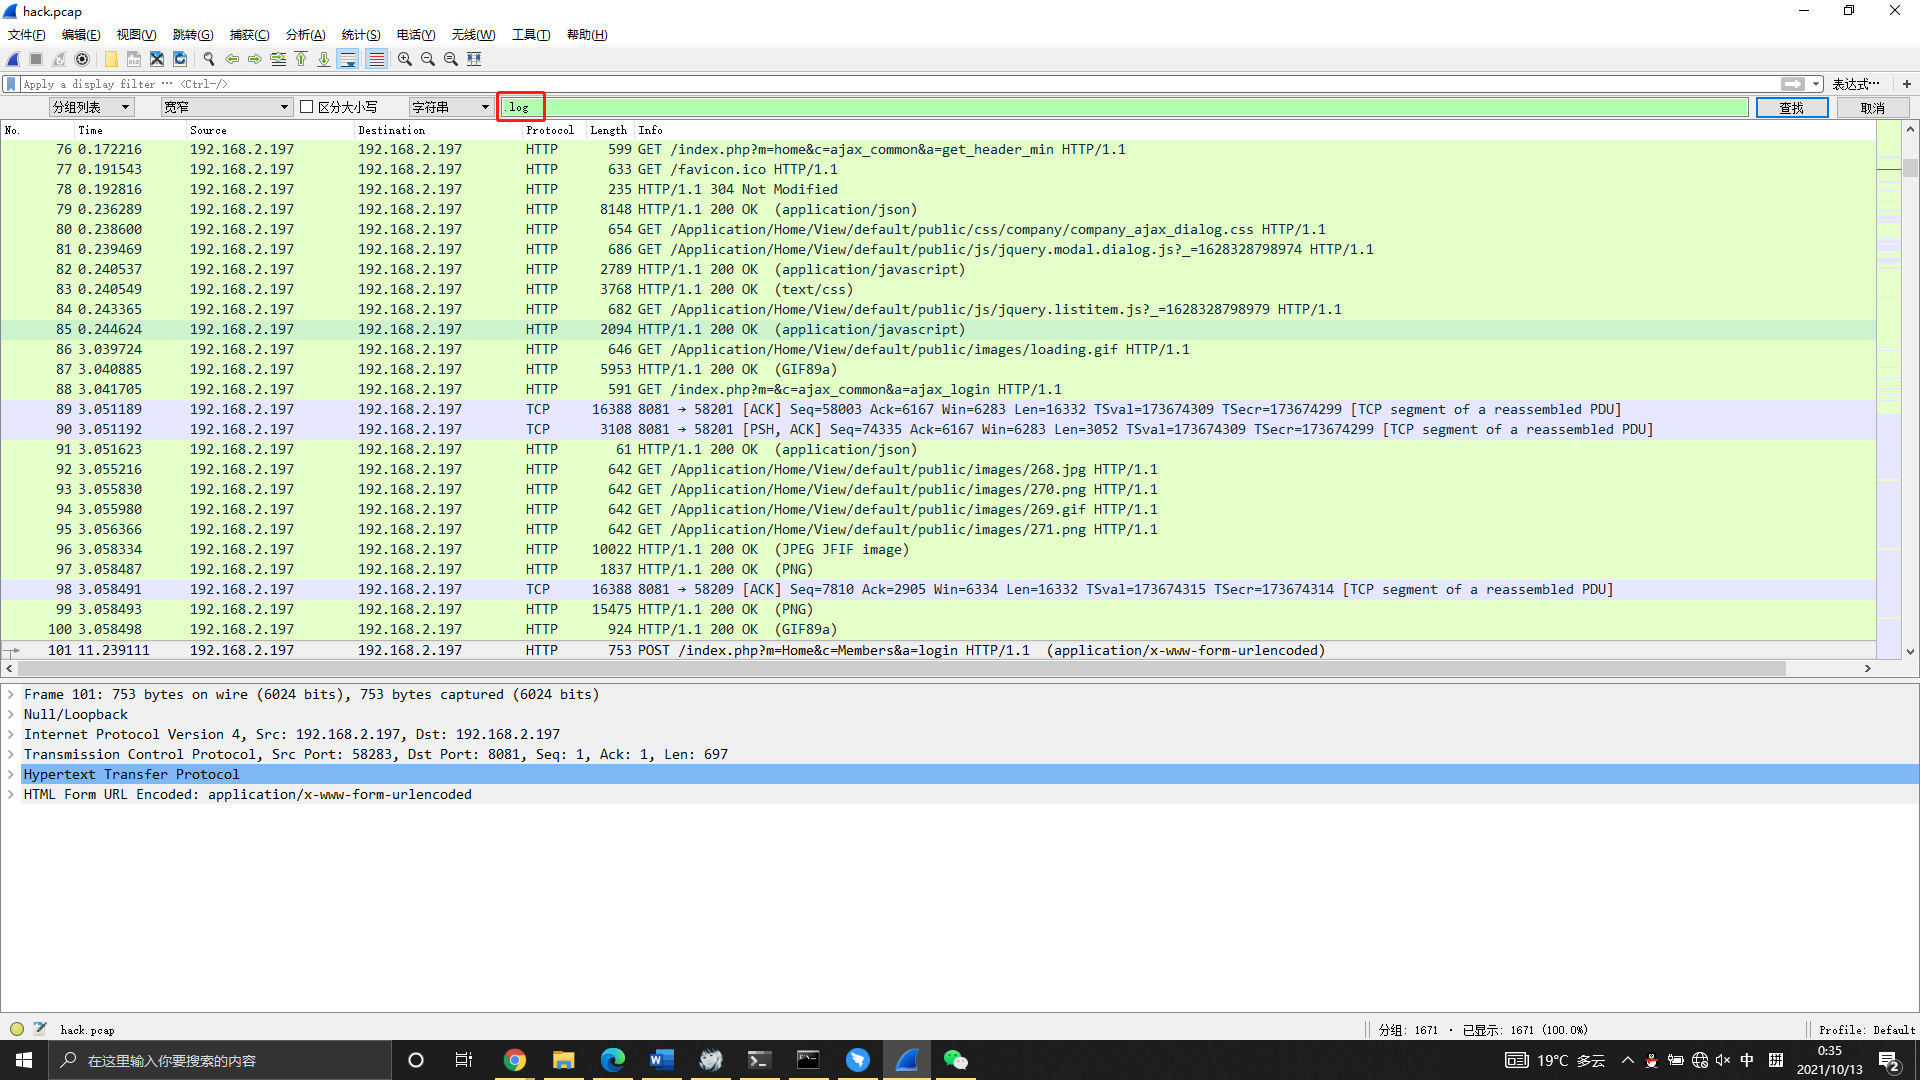 hack.pcap
文件(F) 编辑(E) 视图(V) 跳转(G) 捕获(C) 分析(A) 统计(S) 电话(Y) 无线(W) 工具(T) 帮助(H)
Apply a display filter ⋯ <Ctrl-/> 表达式⋯ +
分组列表 宽窄 区分大小写 字符串 .log 查找 取消
No. Time Source Destination Protocol Length Info
76 0.172216 192.168.2.197 192.168.2.197 HTTP 599 GET /index.php?m=home&c=ajax_common&a=get_header_min HTTP/1.1
77 0.191543 192.168.2.197 192.168.2.197 HTTP 633 GET /favicon.ico HTTP/1.1
78 0.192816 192.168.2.197 192.168.2.197 HTTP 235 HTTP/1.1 304 Not Modified
79 0.236289 192.168.2.197 192.168.2.197 HTTP 8148 HTTP/1.1 200 OK (application/json)
80 0.238600 192.168.2.197 192.168.2.197 HTTP 654 GET /Application/Home/View/default/public/css/company/company_ajax_dialog.css HTTP/1.1
81 0.239469 192.168.2.197 192.168.2.197 HTTP 686 GET /Application/Home/View/default/public/js/jquery.modal.dialog.js?_=1628328798974 HTTP/1.1
82 0.240537 192.168.2.197 192.168.2.197 HTTP 2789 HTTP/1.1 200 OK (application/javascript)
83 0.240549 192.168.2.197 192.168.2.197 HTTP 3768 HTTP/1.1 200 OK (text/css)
84 0.243365 192.168.2.197 192.168.2.197 HTTP 682 GET /Application/Home/View/default/public/js/jquery.listitem.js?_=1628328798979 HTTP/1.1
85 0.244624 192.168.2.197 192.168.2.197 HTTP 2094 HTTP/1.1 200 OK (application/javascript)
86 3.039724 192.168.2.197 192.168.2.197 HTTP 646 GET /Application/Home/View/default/public/images/loading.gif HTTP/1.1
87 3.040885 192.168.2.197 192.168.2.197 HTTP 5953 HTTP/1.1 200 OK (GIF89a)
88 3.041705 192.168.2.197 192.168.2.197 HTTP 591 GET /index.php?m=&c=ajax_common&a=ajax_login HTTP/1.1
89 3.051189 192.168.2.197 192.168.2.197 TCP 16388 8081 → 58201 [ACK] Seq=58003 Ack=6167 Win=6283 Len=16332 TSval=173674309 TSecr=173674299 [TCP segment of a reassembled PDU]
90 3.051192 192.168.2.197 192.168.2.197 TCP 3108 8081 → 58201 [PSH, ACK] Seq=74335 Ack=6167 Win=6283 Len=3052 TSval=173674309 TSecr=173674299 [TCP segment of a reassembled PDU]
91 3.051623 192.168.2.197 192.168.2.197 HTTP 61 HTTP/1.1 200 OK (application/json)
92 3.055216 192.168.2.197 192.168.2.197 HTTP 642 GET /Application/Home/View/default/public/images/268.jpg HTTP/1.1
93 3.055830 192.168.2.197 192.168.2.197 HTTP 642 GET /Application/Home/View/default/public/images/270.png HTTP/1.1
94 3.055980 192.168.2.197 192.168.2.197 HTTP 642 GET /Application/Home/View/default/public/images/269.gif HTTP/1.1
95 3.056366 192.168.2.197 192.168.2.197 HTTP 642 GET /Application/Home/View/default/public/images/271.png HTTP/1.1
96 3.058334 192.168.2.197 192.168.2.197 HTTP 10022 HTTP/1.1 200 OK (JPEG JFIF image)
97 3.058487 192.168.2.197 192.168.2.197 HTTP 1837 HTTP/1.1 200 OK (PNG)
98 3.058491 192.168.2.197 192.168.2.197 TCP 16388 8081 → 58209 [ACK] Seq=7810 Ack=2905 Win=6334 Len=16332 TSval=173674315 TSecr=173674314 [TCP segment of a reassembled PDU]
99 3.058493 192.168.2.197 192.168.2.197 HTTP 15475 HTTP/1.1 200 OK (PNG)
100 3.058498 192.168.2.197 192.168.2.197 HTTP 924 HTTP/1.1 200 OK (GIF89a)
101 11.239111 192.168.2.197 192.168.2.197 HTTP 753 POST /index.php?m=Home&c=Members&a=login HTTP/1.1 (application/x-www-form-urlencoded)
Frame 101: 753 bytes on wire (6024 bits), 753 bytes captured (6024 bits)
Null/Loopback
Internet Protocol Version 4, Src: 192.168.2.197, Dst: 192.168.2.197
Transmission Control Protocol, Src Port: 58283, Dst Port: 8081, Seq: 1, Ack: 1, Len: 697
Hypertext Transfer Protocol
HTML Form URL Encoded: application/x-www-form-urlencoded
hack.pcap 分组: 1671 · 已显示: 1671 (100.0%) Profile: Default
在这里输入你要搜索的内容 19°C 多云 中 拼 0:35
2021/10/13 2